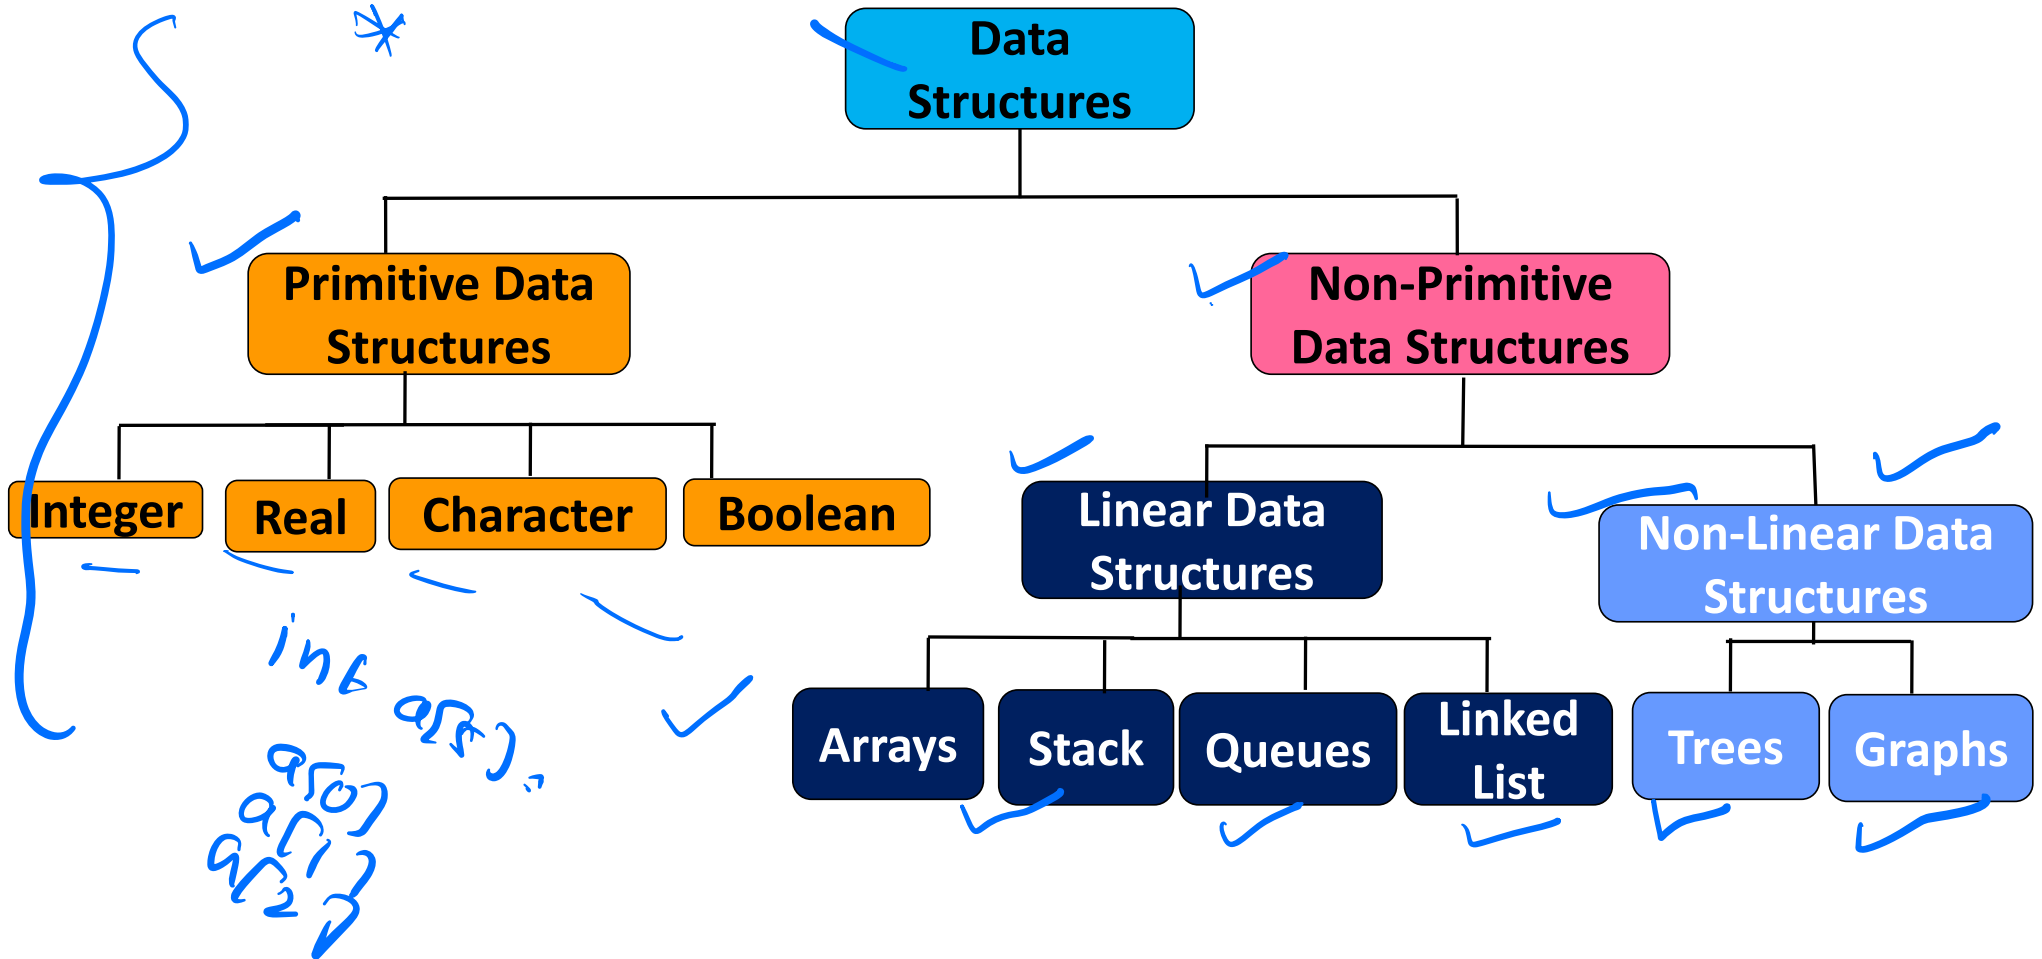 *
Data
Structures
Primitive Data
Structures
Non-Primitive
Data Structures
Integer
Real
Character
Boolean
Linear Data
Structures
Non-Linear Data
Structures
Arrays
Stack
Queues
Linked
List
Trees
Graphs
int
a[0]
a[1]
a[2]